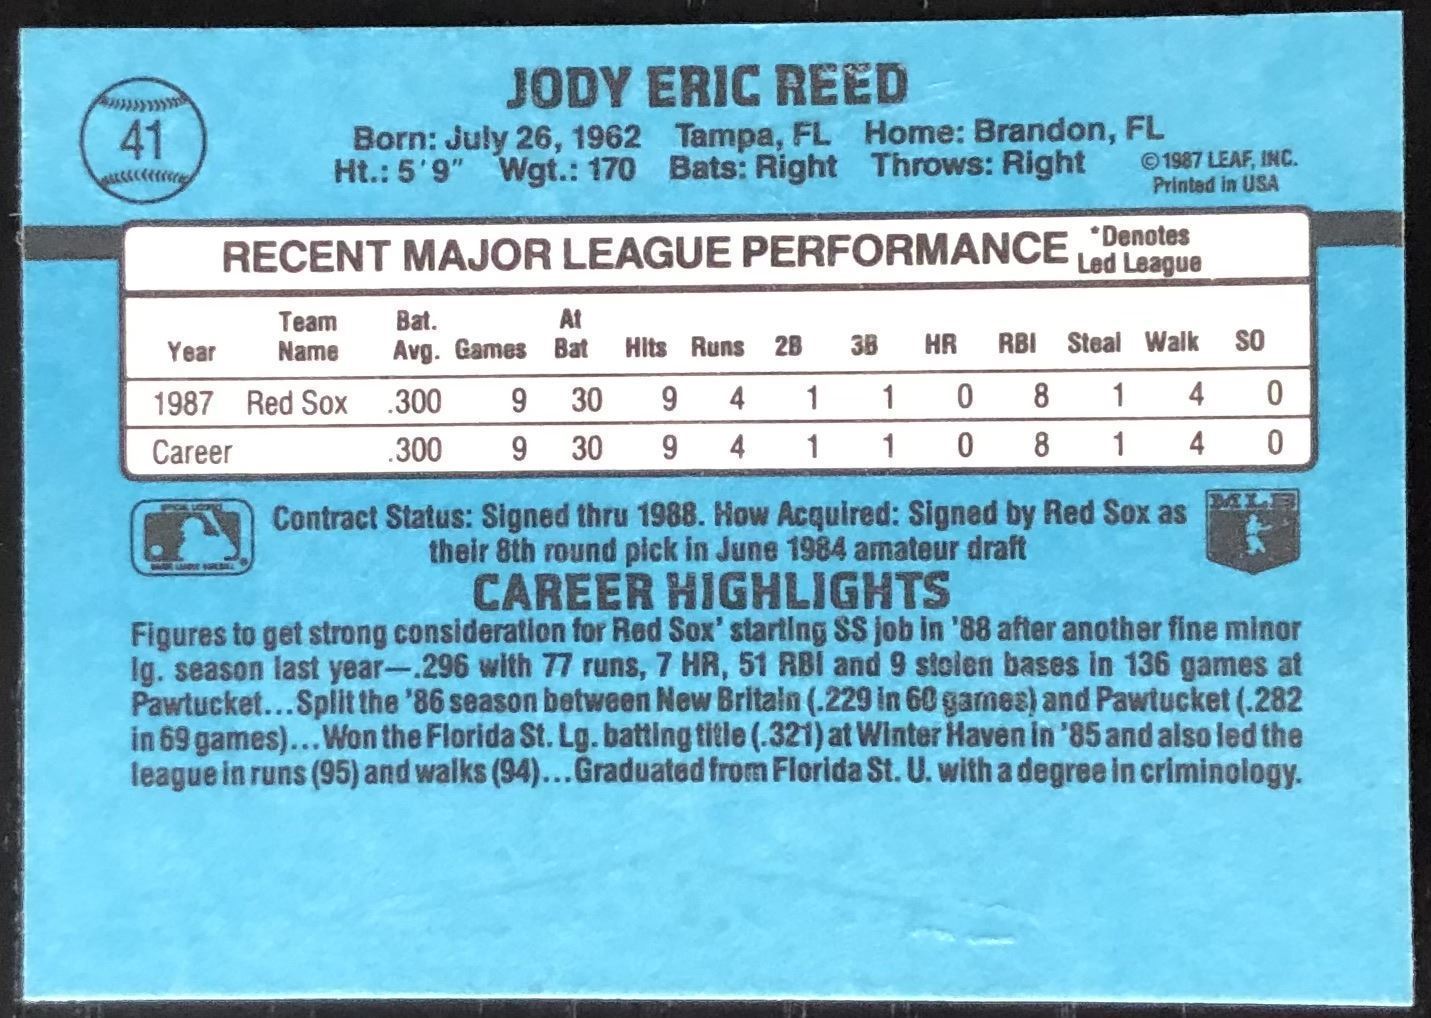 JODY ERIC REED
41
Born: July 26, 1962 Tampa, FL Home: Brandon, FL
Ht.: 5'9" Wgt.: 170 Bats: Right Throws: Right
©1987 LEAF, INC.
Printed in USA
RECENT MAJOR LEAGUE PERFORMANCE *Denotes Led League
Year Team Name Bat. Avg. Games At Bat Hits Runs 2B 3B HR RBI Steal Walk SO
1987 Red Sox .300 9 30 9 4 1 1 0 8 1 4 0
Career .300 9 30 9 4 1 1 0 8 1 4 0
Contract Status: Signed thru 1988. How Acquired: Signed by Red Sox as
their 8th round pick in June 1984 amateur draft
MLB
CAREER HIGHLIGHTS
Figures to get strong consideration for Red Sox' starting SS job in '88 after another fine minor
lg. season last year—.296 with 77 runs, 7 HR, 51 RBI and 9 stolen bases in 136 games at
Pawtucket...Split the '86 season between New Britain (.229 in 60 games) and Pawtucket (.282
in 69 games)...Won the Florida St. Lg. batting title (.321) at Winter Haven in '85 and also led the
league in runs (95) and walks (94)...Graduated from Florida St. U. with a degree in criminology.